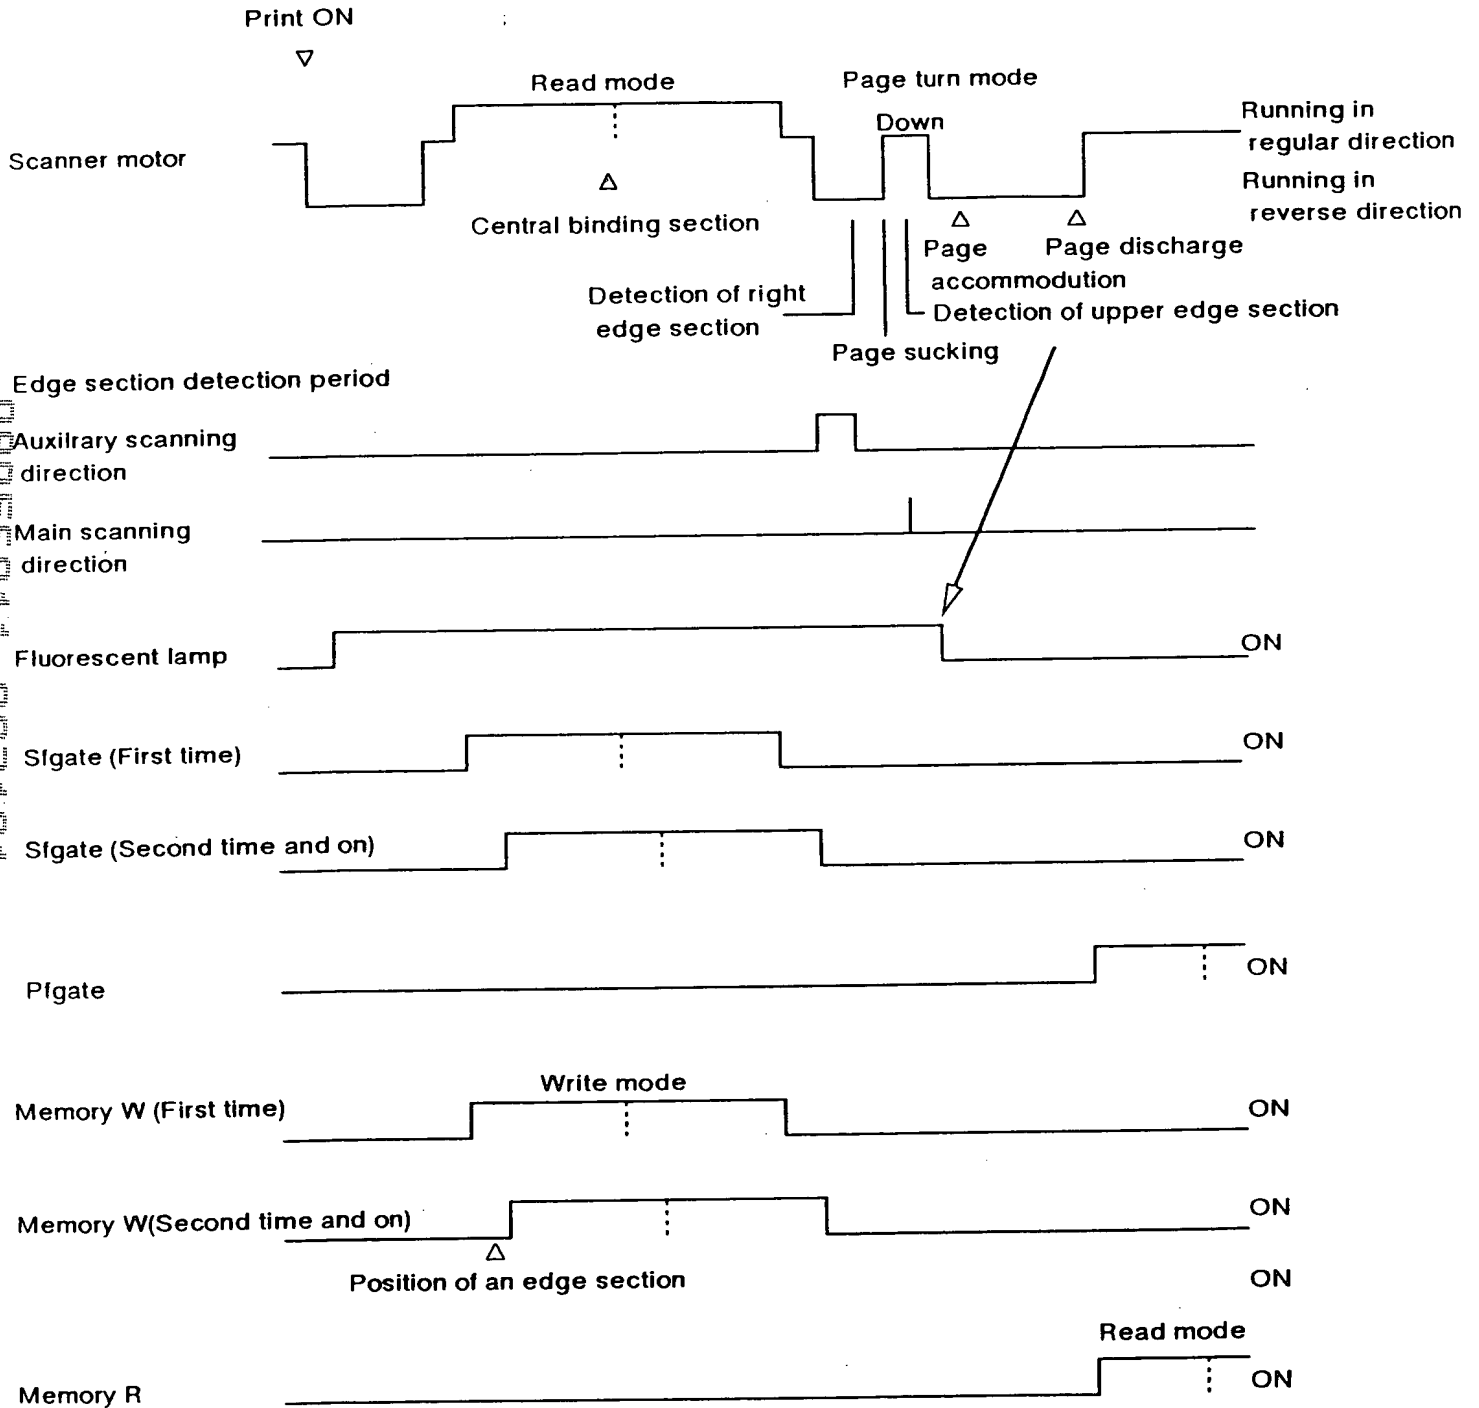 Print ON
Read mode
Page turn mode
Down
Running in
regular direction
Scanner motor
Running in
reverse direction
Central binding section
Page
accommodution
Page discharge
Detection of right
edge section
Detection of upper edge section
Page sucking
Edge section detection period
Auxilrary scanning
direction
Main scanning
direction
Fluorescent lamp
ON
Sfgate (First time)
ON
Sfgate (Second time and on)
ON
Pfgate
ON
Write mode
Memory W (First time)
ON
Memory W(Second time and on)
ON
Position of an edge section
ON
Read mode
Memory R
ON